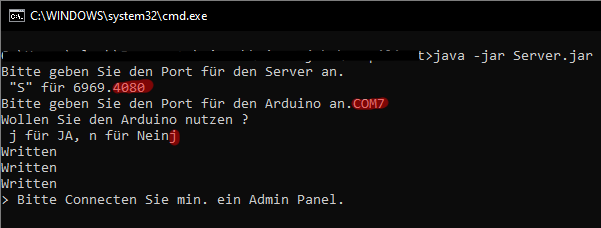 C:\WINDOWS\system32\cmd.exe
t>java -jar Server.jar
Bitte geben Sie den Port für den Server an.
"S" für 6969.4080
Bitte geben Sie den Port für den Arduino an.COM7
Wollen Sie den Arduino nutzen ?
j für JA, n für Neinj
Written
Written
Written
> Bitte Connecten Sie min. ein Admin Panel.